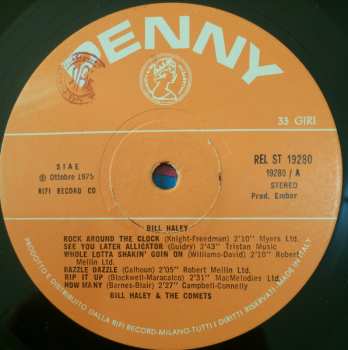 PENNY
33 GIRI
SIAE
Ⓟ Ottobre 1975
RIFI RECORD CO
REL ST 19280
19280 / A
STEREO
Prod. Ember
BILL HALEY
ROCK AROUND THE CLOCK (Knight-Freedman) 2'10" Myers Ltd.
SEE YOU LATER ALLIGATOR (Guidry) 2'43" Tristan Music
WHOLE LOTTA SHAKIN' GOIN ON (Williams-David) 2'10" Robert
Mellin Ltd.
RAZZLE DAZZLE (Calhoun) 2'05" Robert Mellin Ltd.
RIP IT UP (Blackwell-Maracalco) 2'31" MacMelodies Ltd.
HOW MANY (Barnes-Blair) 2'27" Campbell-Connelly
BILL HALEY & THE COMETS
PRODOTTO E DISTRIBUITO DALLA RIFI RECORD-MILANO-TUTTI I DIRITTI RISERVATI-MADE IN ITALY